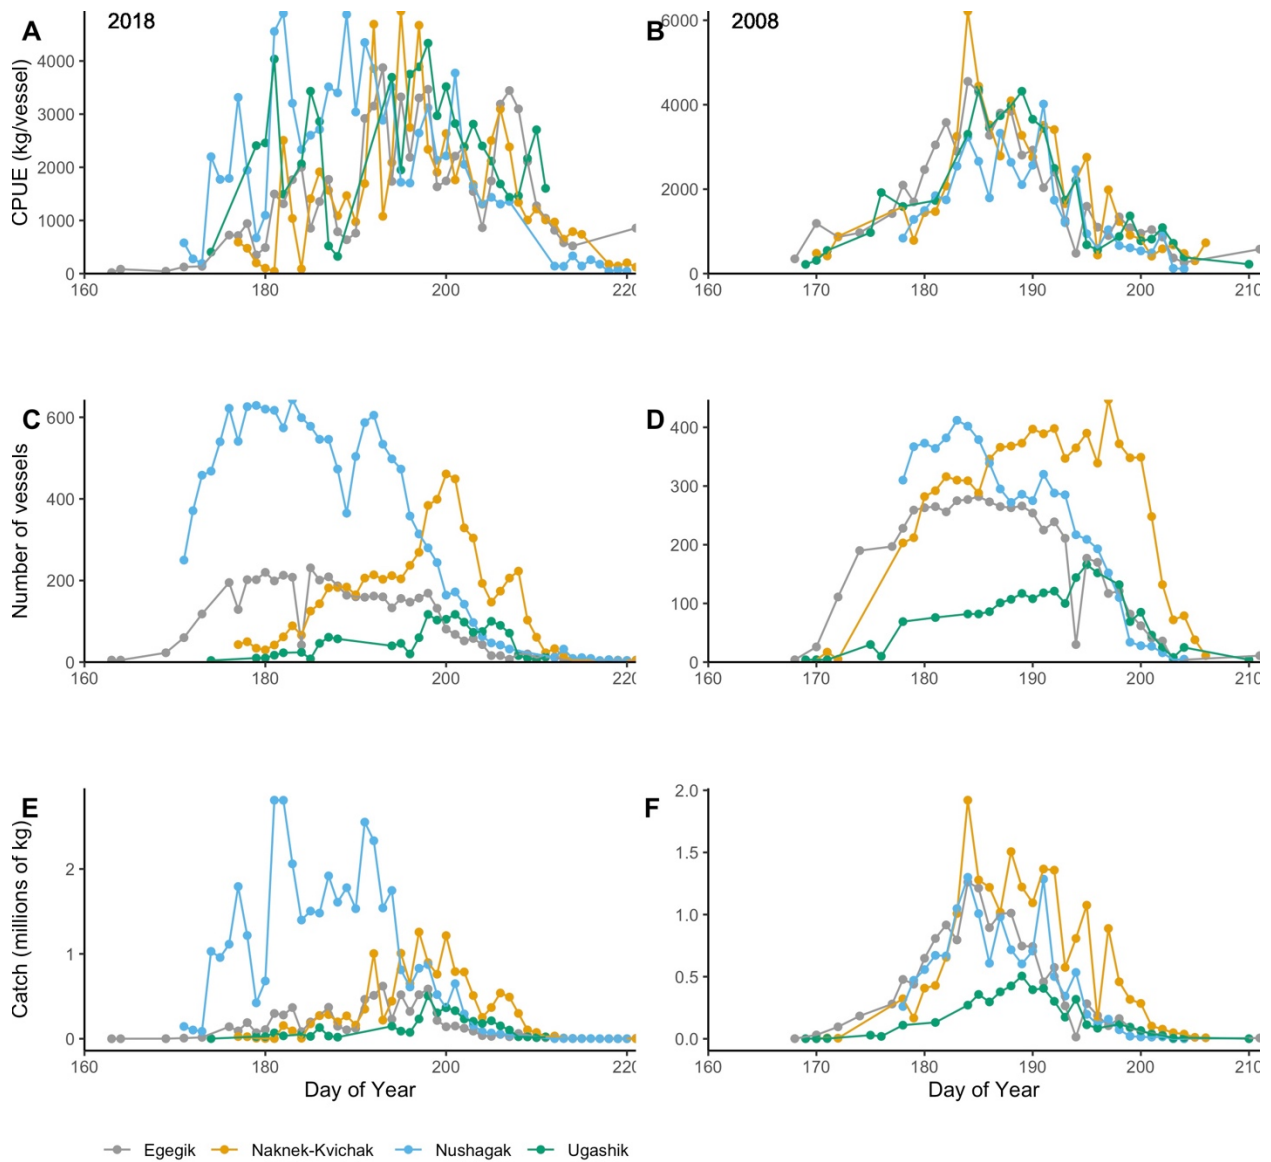 A 2018
CPUE (kg/vessel)
4000
3000
2000
1000
0
160 180 200 220
B 2008
6000
4000
2000
0
160 170 180 190 200 210
C
Number of vessels
600
400
200
0
160 180 200 220
D
400
300
200
100
0
160 170 180 190 200 210
E
Catch (millions of kg)
2
1
0
160 180 200 220
Day of Year
F
2.0
1.5
1.0
0.5
0.0
160 170 180 190 200 210
Day of Year
Egegik Naknek-Kvichak Nushagak Ugashik